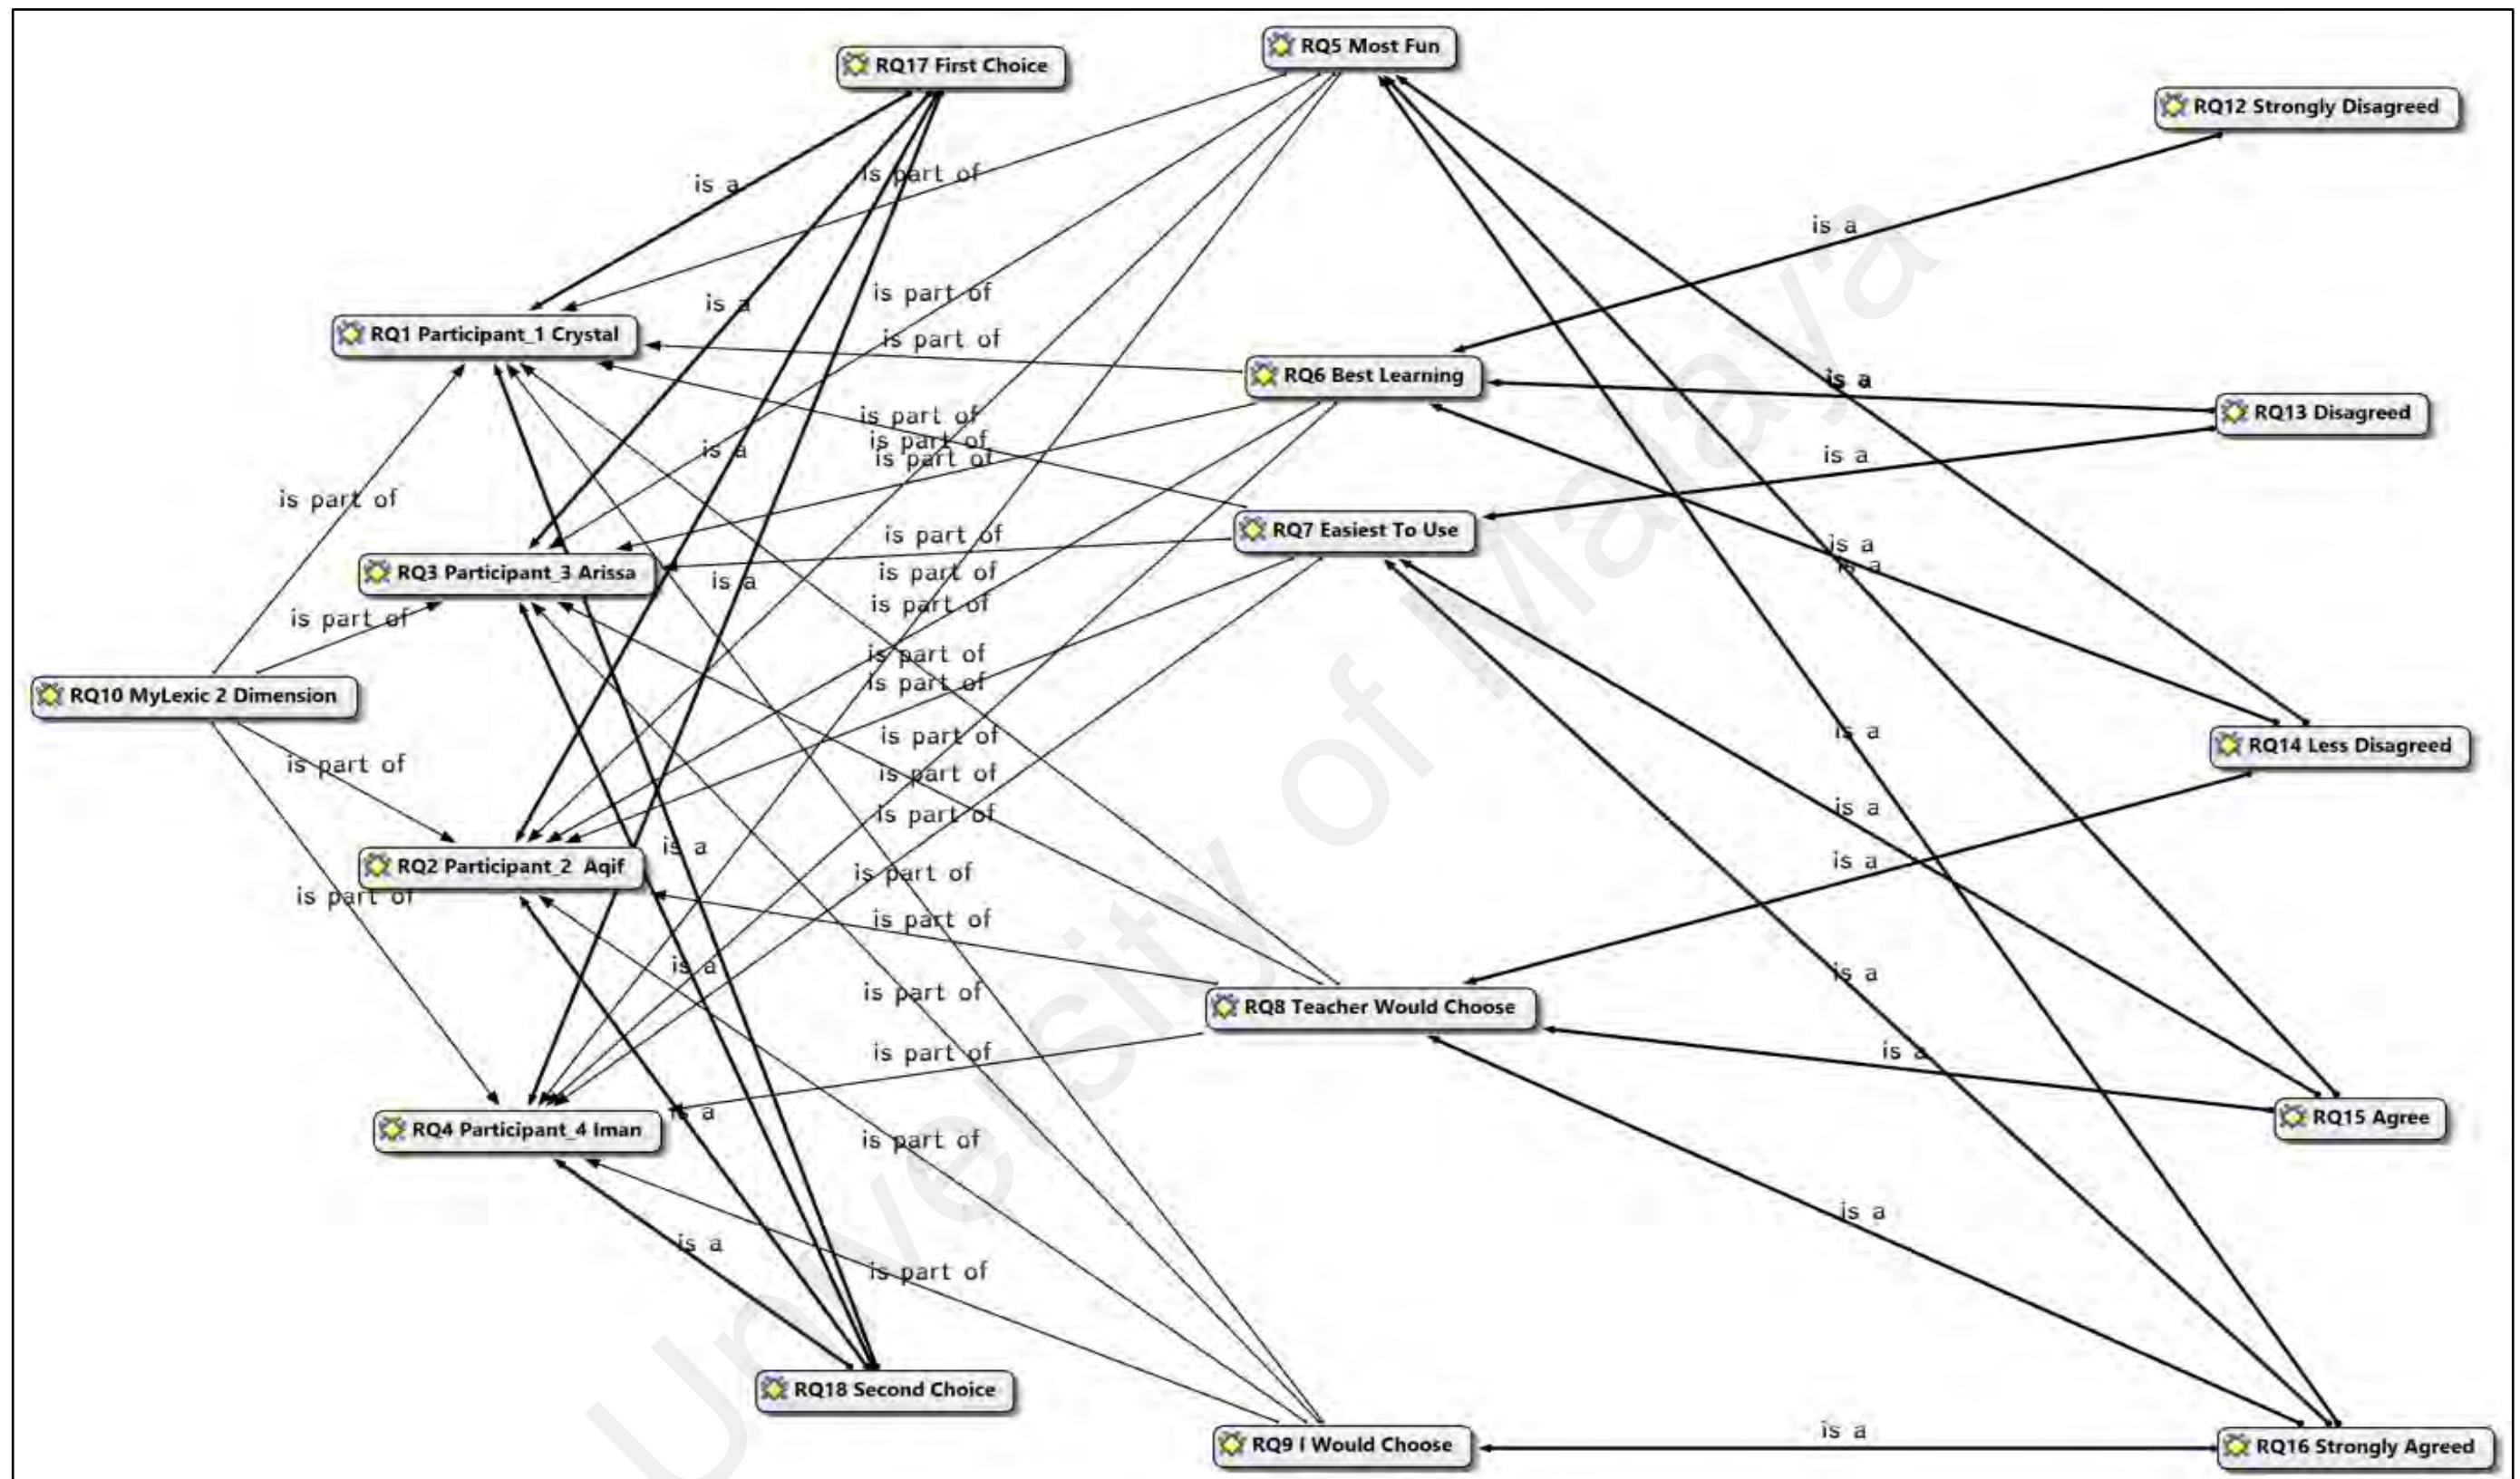 RQ5 Most Fun
RQ17 First Choice
RQ12 Strongly Disagreed
is part of
is a
is a
is part of
is a
RQ1 Participant_1 Crystal
is part of
RQ6 Best Learning
is a
is a
RQ13 Disagreed
is part of
is part of
is a
is part of
is a
is part of
RQ7 Easiest To Use
is part of
is a
is a
RQ3 Participant_3 Arissa
is part of
is a
is part of
is part of
is part of
is part of
RQ10 MyLexic 2 Dimension
is part of
is a
RQ14 Less Disagreed
is part of
is part of
is a
is part of
is a
is a
RQ2 Participant_2 Aqif
is part of
is part of
is part of
is a
is a
is part of
RQ8 Teacher Would Choose
is part of
is a
is a
RQ15 Agree
RQ4 Participant_4 Iman
is part of
is a
is a
is part of
RQ18 Second Choice
is a
RQ9 I Would Choose
RQ16 Strongly Agreed
University of Malaya